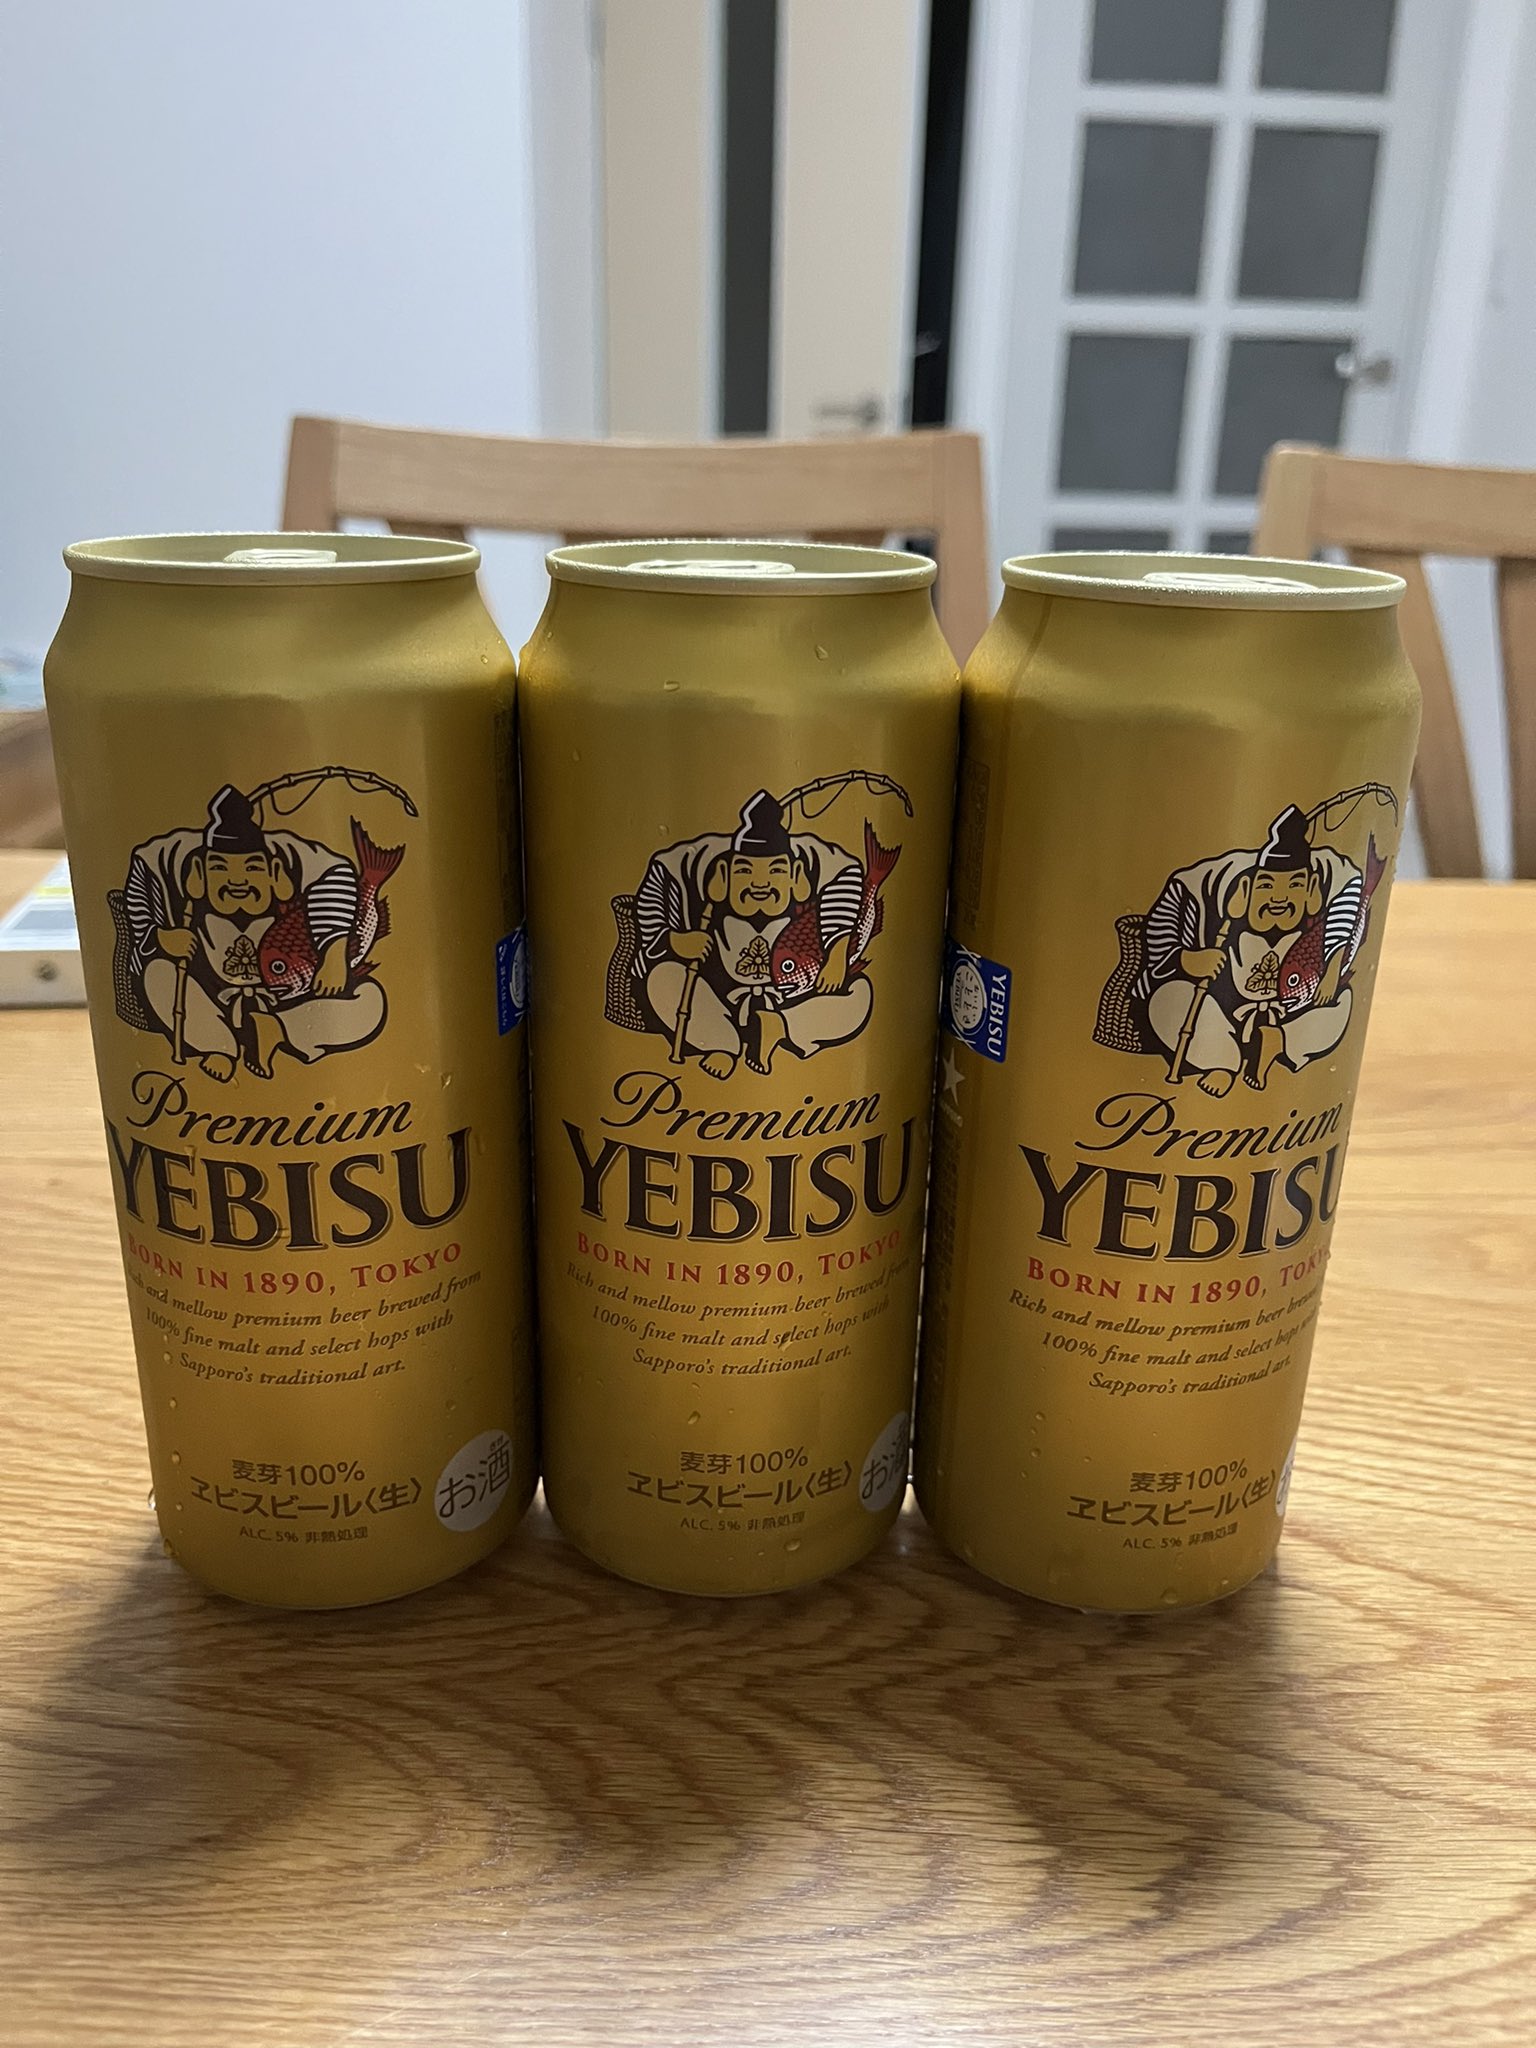 Premium
YEBISU
BORN IN 1890, TOKYO
and mellow premium beer brewed from
100% fine malt and select hops with
Sapporo's traditional art.
麦芽100%
ヱビスビール〈生〉
ALC. 5% 非熱処理
お酒
Premium
YEBISU
BORN IN 1890, TOKYO
Rich and mellow premium beer brewed from
100% fine malt and select hops with
Sapporo's traditional art.
麦芽100%
ヱビスビール〈生〉
ALC. 5% 非熱処理
お酒
YEBISU
Premium
YEBISU
BORN IN 1890,
Rich and mellow premium beer
100% fine malt and select hops
Sapporo's traditional art.
麦芽100%
ヱビスビール〈生〉
ALC. 5% 非熱処理